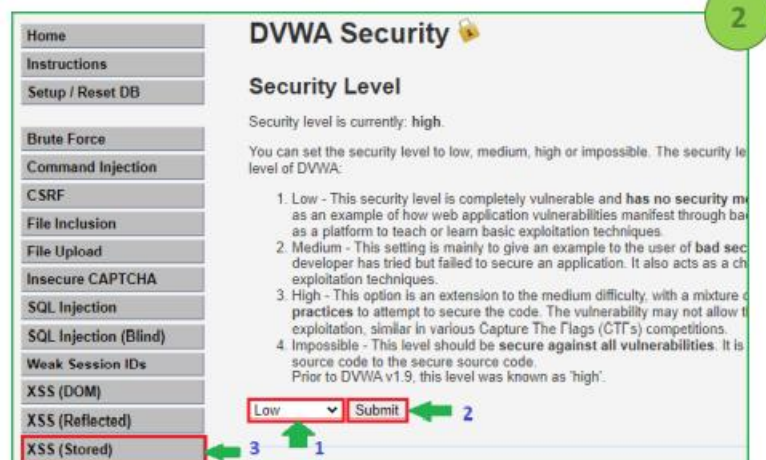 2
Home
Instructions
Setup / Reset DB
Brute Force
Command Injection
CSRF
File Inclusion
File Upload
Insecure CAPTCHA
SQL Injection
SQL Injection (Blind)
Weak Session IDs
XSS (DOM)
XSS (Reflected)
XSS (Stored)
DVWA Security
Security Level
Security level is currently: high.
You can set the security level to low, medium, high or impossible. The security le
level of DVWA:
1. Low - This security level is completely vulnerable and has no security
as an example of how web application vulnerabilities manifest through
as a platform to teach or learn basic exploitation techniques.
2. Medium - This setting is mainly to give an example to the user of bad sec
developer has tried but failed to secure an application. It also acts as a ch
exploitation techniques.
3. High - This option is an extension to the medium difficulty, with a mixture
practices to attempt to secure the code. The vulnerability may not allow
exploitation, similar in various Capture The Flags (CTFs) competitions.
4. Impossible - This level should be secure against all vulnerabilities. It is
source code to the secure source code.
Prior to DVWA v1.9, this level was known as 'high'.
Low Submit 2
3 1